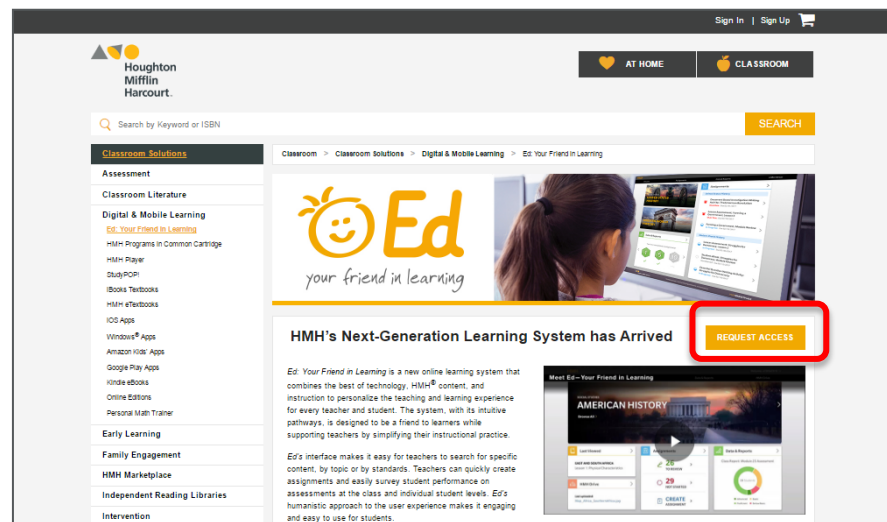 Sign In | Sign Up
Houghton
Mifflin
Harcourt.
AT HOME
CLASSROOM
Search by Keyword or ISBN
SEARCH
Classroom Solutions
Assessment
Classroom Literature
Digital & Mobile Learning
Ed: Your Friend in Learning
HMH Programs in Common Cartridge
HMH Player
StudyPOP!
iBooks Textbooks
HMH eTextbooks
iOS Apps
Windows® Apps
Amazon Kids' Apps
Google Play Apps
Kindle eBooks
Online Editions
Personal Math Trainer
Early Learning
Family Engagement
HMH Marketplace
Independent Reading Libraries
Intervention
Classroom > Classroom Solutions > Digital & Mobile Learning > Ed: Your Friend in Learning
Ed
your friend in learning
HMH's Next-Generation Learning System has Arrived
REQUEST ACCESS
Ed: Your Friend in Learning is a new online learning system that
combines the best of technology, HMH® content, and
instruction to personalize the teaching and learning experience
for every teacher and student. The system, with its intuitive
pathways, is designed to be a friend to learners while
supporting teachers by simplifying their instructional practice.
Ed's interface makes it easy for teachers to search for specific
content, by topic or by standards. Teachers can quickly create
assignments and easily survey student performance on
assessments at the class and individual student levels. Ed's
humanistic approach to the user experience makes it engaging
and easy to use for students.
Meet Ed—Your Friend in Learning
AMERICAN HISTORY
Data & Reports
28
29
CREATE
ASSIGNMENT